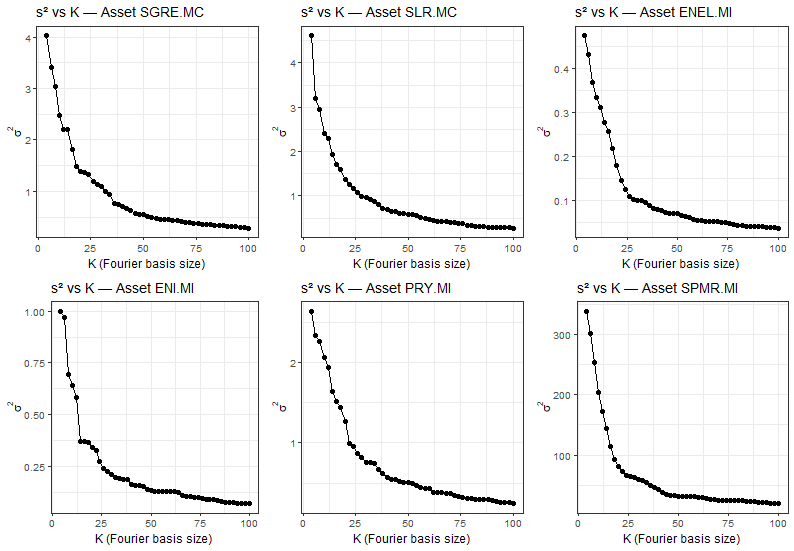 s² vs K — Asset SGRE.MC
4
3
2
1
σ²
0
25
50
75
100
K (Fourier basis size)
s² vs K — Asset SLR.MC
4
3
2
1
σ²
0
25
50
75
100
K (Fourier basis size)
s² vs K — Asset ENEL.MI
0.4
0.3
0.2
0.1
σ²
0
25
50
75
100
K (Fourier basis size)
s² vs K — Asset ENI.MI
1.00
0.75
0.50
0.25
σ²
0
25
50
75
100
K (Fourier basis size)
s² vs K — Asset PRY.MI
2
1
σ²
0
25
50
75
100
K (Fourier basis size)
s² vs K — Asset SPMR.MI
300
200
100
σ²
0
25
50
75
100
K (Fourier basis size)